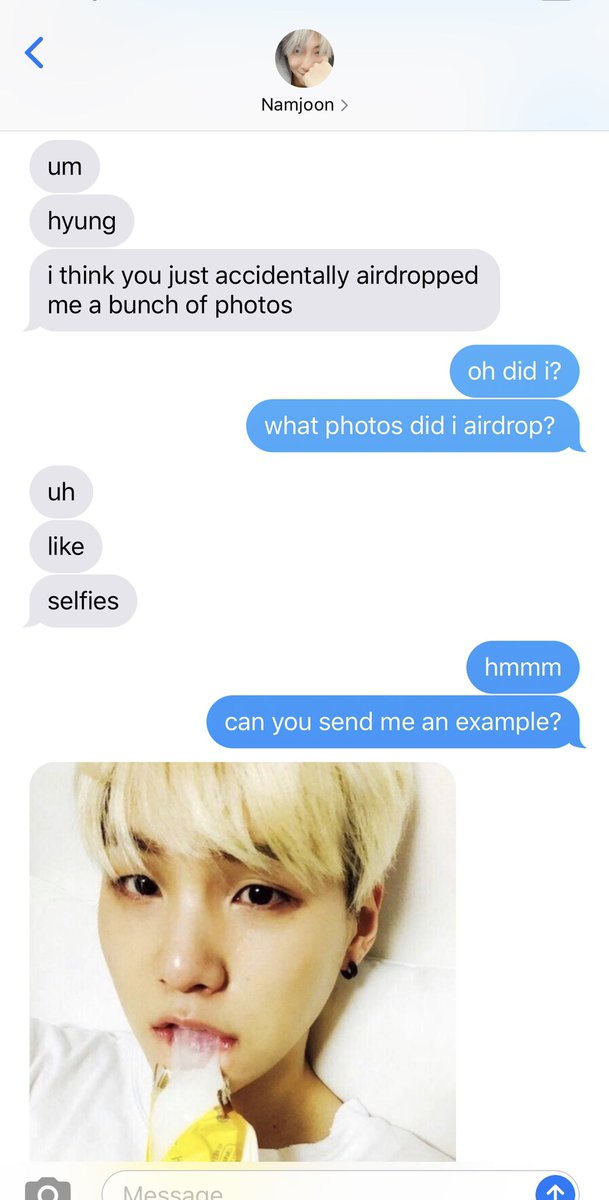 Namjoon
um
hyung
i think you just accidentally airdropped
me a bunch of photos
oh did i?
what photos did i airdrop?
uh
like
selfies
hmmm
can you send me an example?
Message